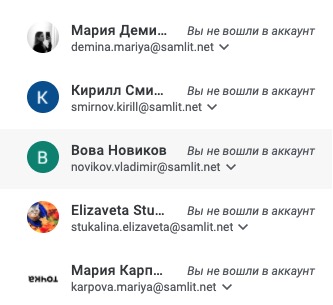 Мария Деми... Вы не вошли в аккаунт
demina.mariya@samlit.net
К Кирилл Сми... Вы не вошли в аккаунт
smirnov.kirill@samlit.net
В Вова Новиков Вы не вошли в аккаунт
novikov.vladimir@samlit.net
Elizaveta Stu... Вы не вошли в аккаунт
stukalina.elizaveta@samlit.net
точка Мария Карп... Вы не вошли в аккаунт
karpova.mariya@samlit.net